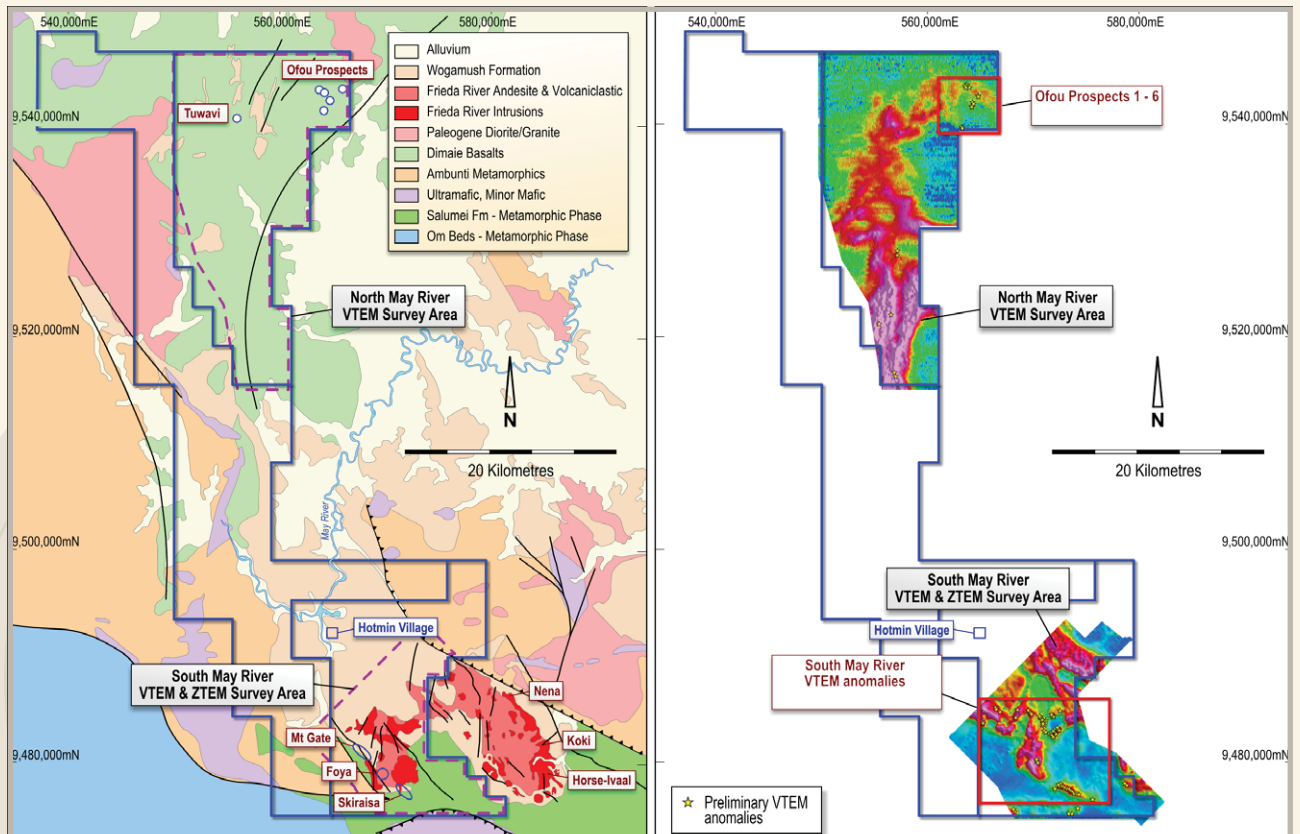 540,000mE
560,000mE
580,000mE
9,540,000mN
9,520,000mN
9,500,000mN
9,480,000mN
Alluvium
Wogamush Formation
Frieda River Andesite & Volcaniclastic
Frieda River Intrusions
Paleogene Diorite/Granite
Dimaie Basalts
Ambunti Metamorphics
Ultramafic, Minor Mafic
Salumei Fm - Metamorphic Phase
Om Beds - Metamorphic Phase
Ofou Prospects
Tuwavi
North May River
VTEM Survey Area
N
20 Kilometres
May River
Hotmin Village
South May River
VTEM & ZTEM Survey Area
Nena
Mt Gate
Koki
Foya
Horse-Ivaal
Skiraisa
540,000mE
560,000mE
580,000mE
Ofou Prospects 1 - 6
9,540,000mN
9,520,000mN
9,500,000mN
9,480,000mN
North May River
VTEM Survey Area
N
20 Kilometres
South May River
VTEM & ZTEM Survey Area
Hotmin Village
South May River
VTEM anomalies
Preliminary VTEM
anomalies